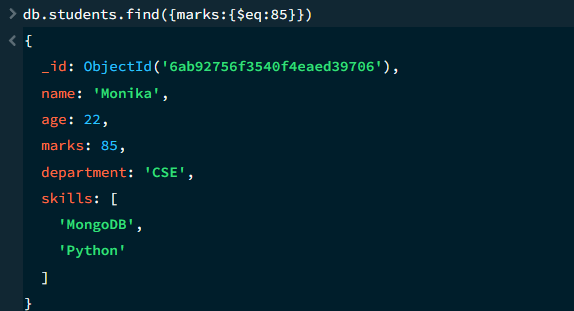 > db.students.find({marks:{$eq:85}})
< {
_id: ObjectId('6ab92756f3540f4eaed39706'),
name: 'Monika',
age: 22,
marks: 85,
department: 'CSE',
skills: [
'MongoDB',
'Python'
]
}